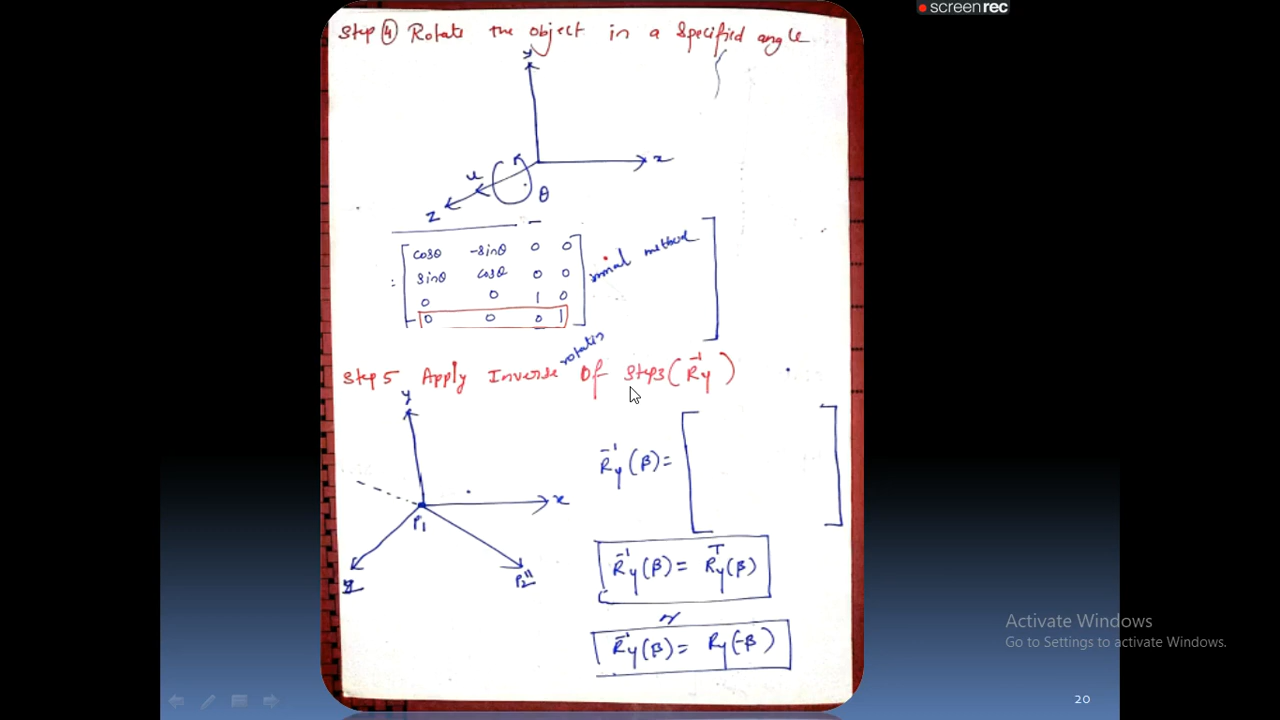 screenrec
Step 4 Rotate the object in a specified angle
y
x
u
θ
z
cosθ -sinθ 0 0
sinθ cosθ 0 0
0 0 1 0
0 0 0 1
method
rotation
Step 5 Apply Inverse Of Step3 (R⁻¹y)
y
x
P1
z
P2''
R⁻¹y(β) =
R⁻¹y(β) = Rᵀy(β)
or
R⁻¹y(β) = Ry(-β)
Activate Windows
Go to Settings to activate Windows.
20